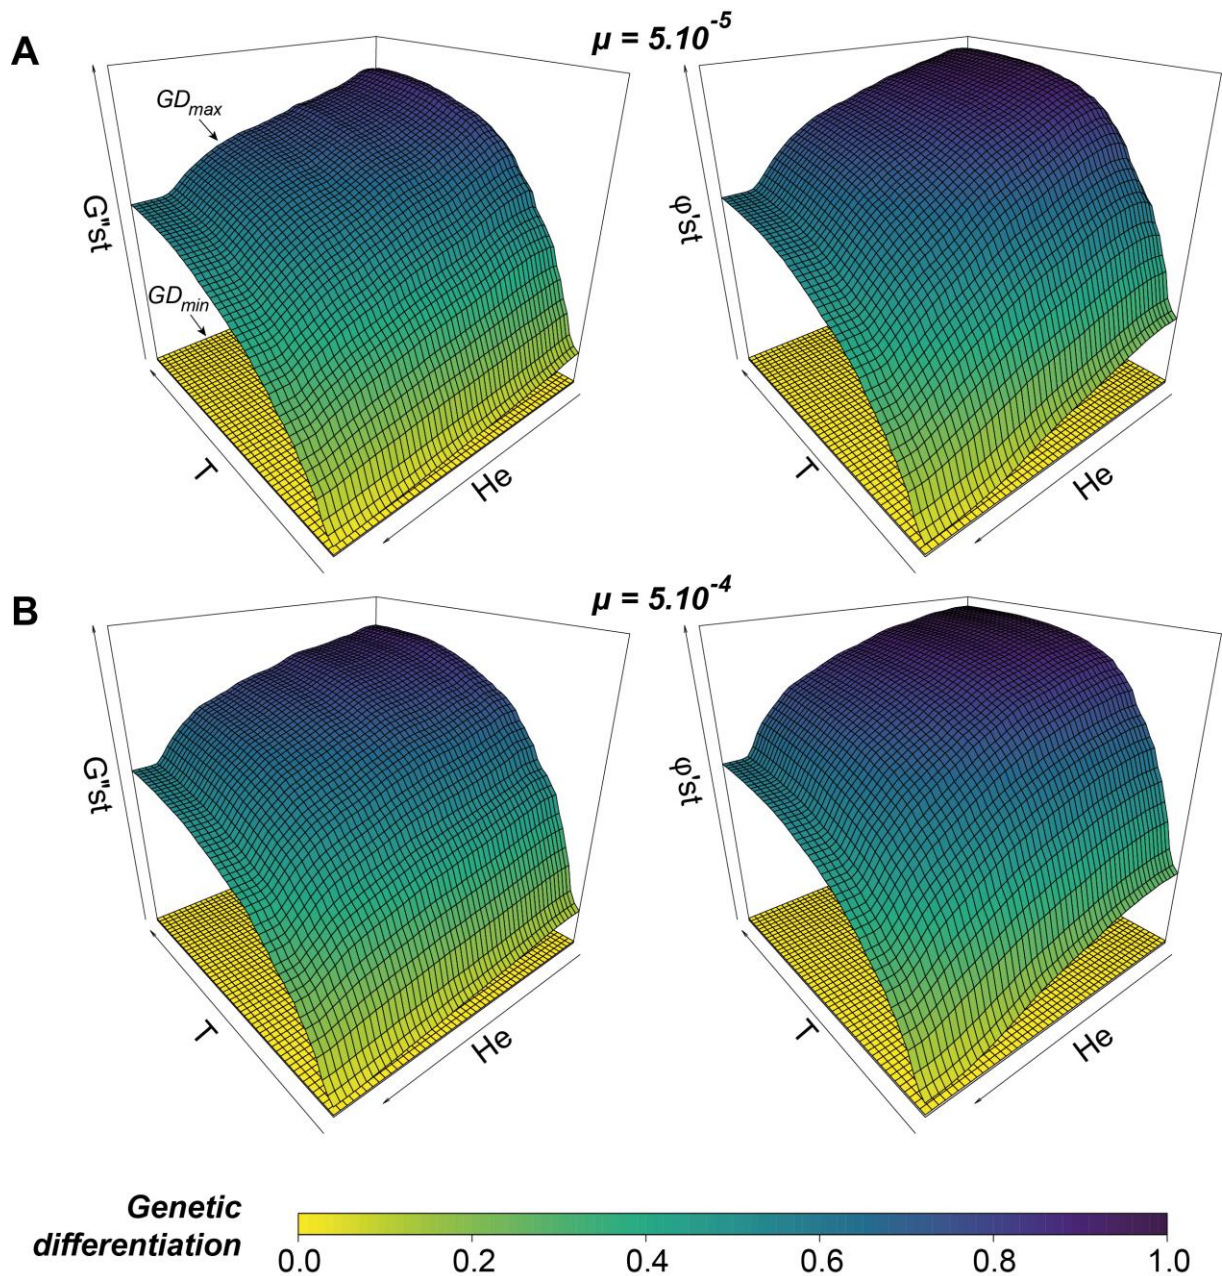 A
μ = 5.10-5
GDmax
GDmin
G"st
T
He
φ'st
T
He
B
μ = 5.10-4
G"st
T
He
φ'st
T
He
Genetic
differentiation
0.0 0.2 0.4 0.6 0.8 1.0